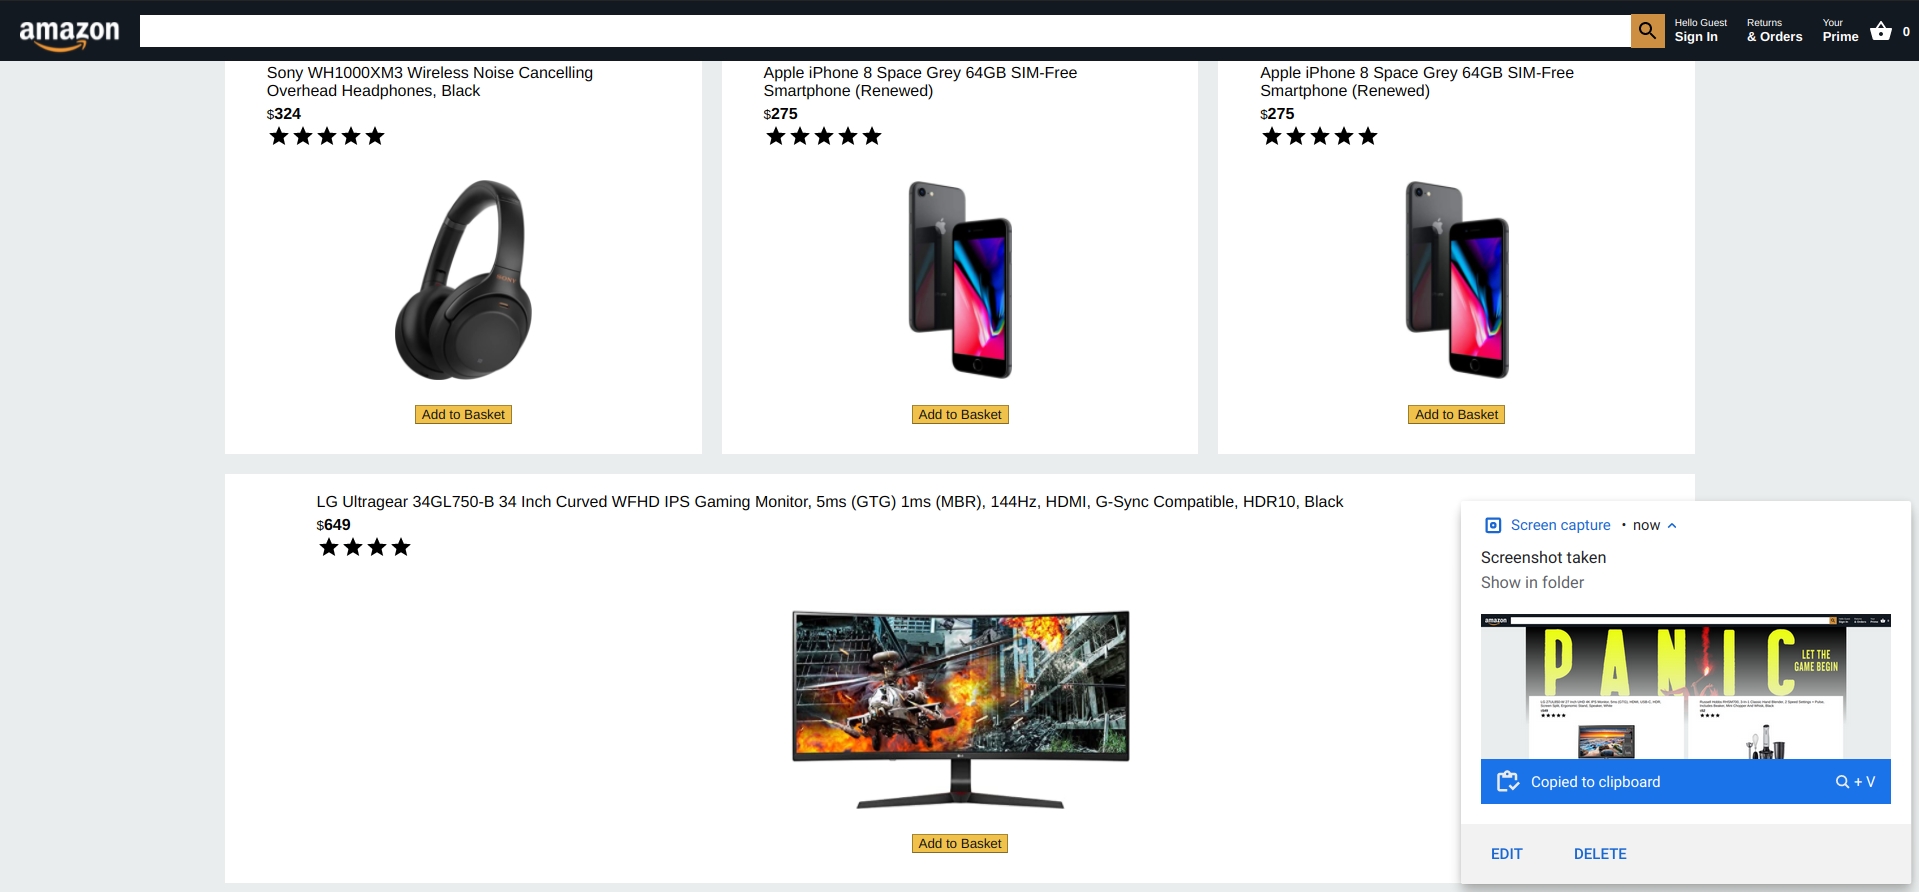 amazon
Hello Guest
Sign In
Returns
& Orders
Your
Prime
0
Sony WH1000XM3 Wireless Noise Cancelling
Overhead Headphones, Black
$324
SONY
Add to Basket
Apple iPhone 8 Space Grey 64GB SIM-Free
Smartphone (Renewed)
$275
Add to Basket
Apple iPhone 8 Space Grey 64GB SIM-Free
Smartphone (Renewed)
$275
Add to Basket
LG Ultragear 34GL750-B 34 Inch Curved WFHD IPS Gaming Monitor, 5ms (GTG) 1ms (MBR), 144Hz, HDMI, G-Sync Compatible, HDR10, Black
$649
Add to Basket
Screen capture • now
Screenshot taken
Show in folder
amazon
PANIC
LET THE
GAME BEGIN
Copied to clipboard
+ V
EDIT
DELETE